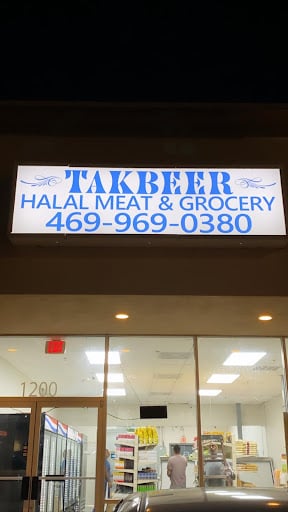 TAKBEER
HALAL MEAT & GROCERY
469-969-0380
1200